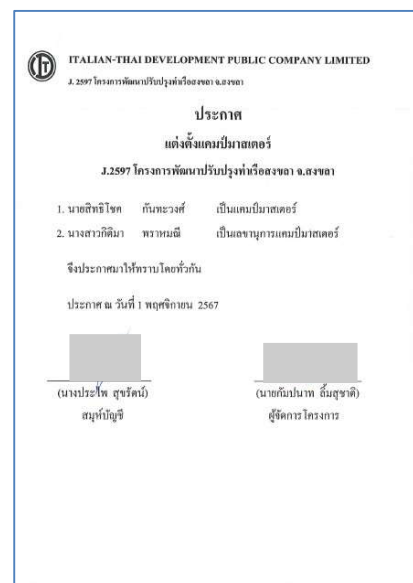 ITD
ITALIAN-THAI DEVELOPMENT PUBLIC COMPANY LIMITED
J. 2597 โครงการพัฒนาปรับปรุงท่าเรือสงขลา จ.สงขลา
ประกาศ
แต่งตั้งแคมป์มาสเตอร์
J.2597 โครงการพัฒนาปรับปรุงท่าเรือสงขลา จ.สงขลา
1. นายสิทธิโชค กันทะวงศ์ เป็นแคมป์มาสเตอร์
2. นางสาวกิติมา พราหมณี เป็นเลขานุการแคมป์มาสเตอร์
จึงประกาศมาให้ทราบโดยทั่วกัน
ประกาศ ณ วันที่ 1 พฤศจิกายน 2567
(นางประไพ สุขรัตน์) (นายกัมปนาท ลิ้มสุชาติ)
สมุห์บัญชี ผู้จัดการโครงการ